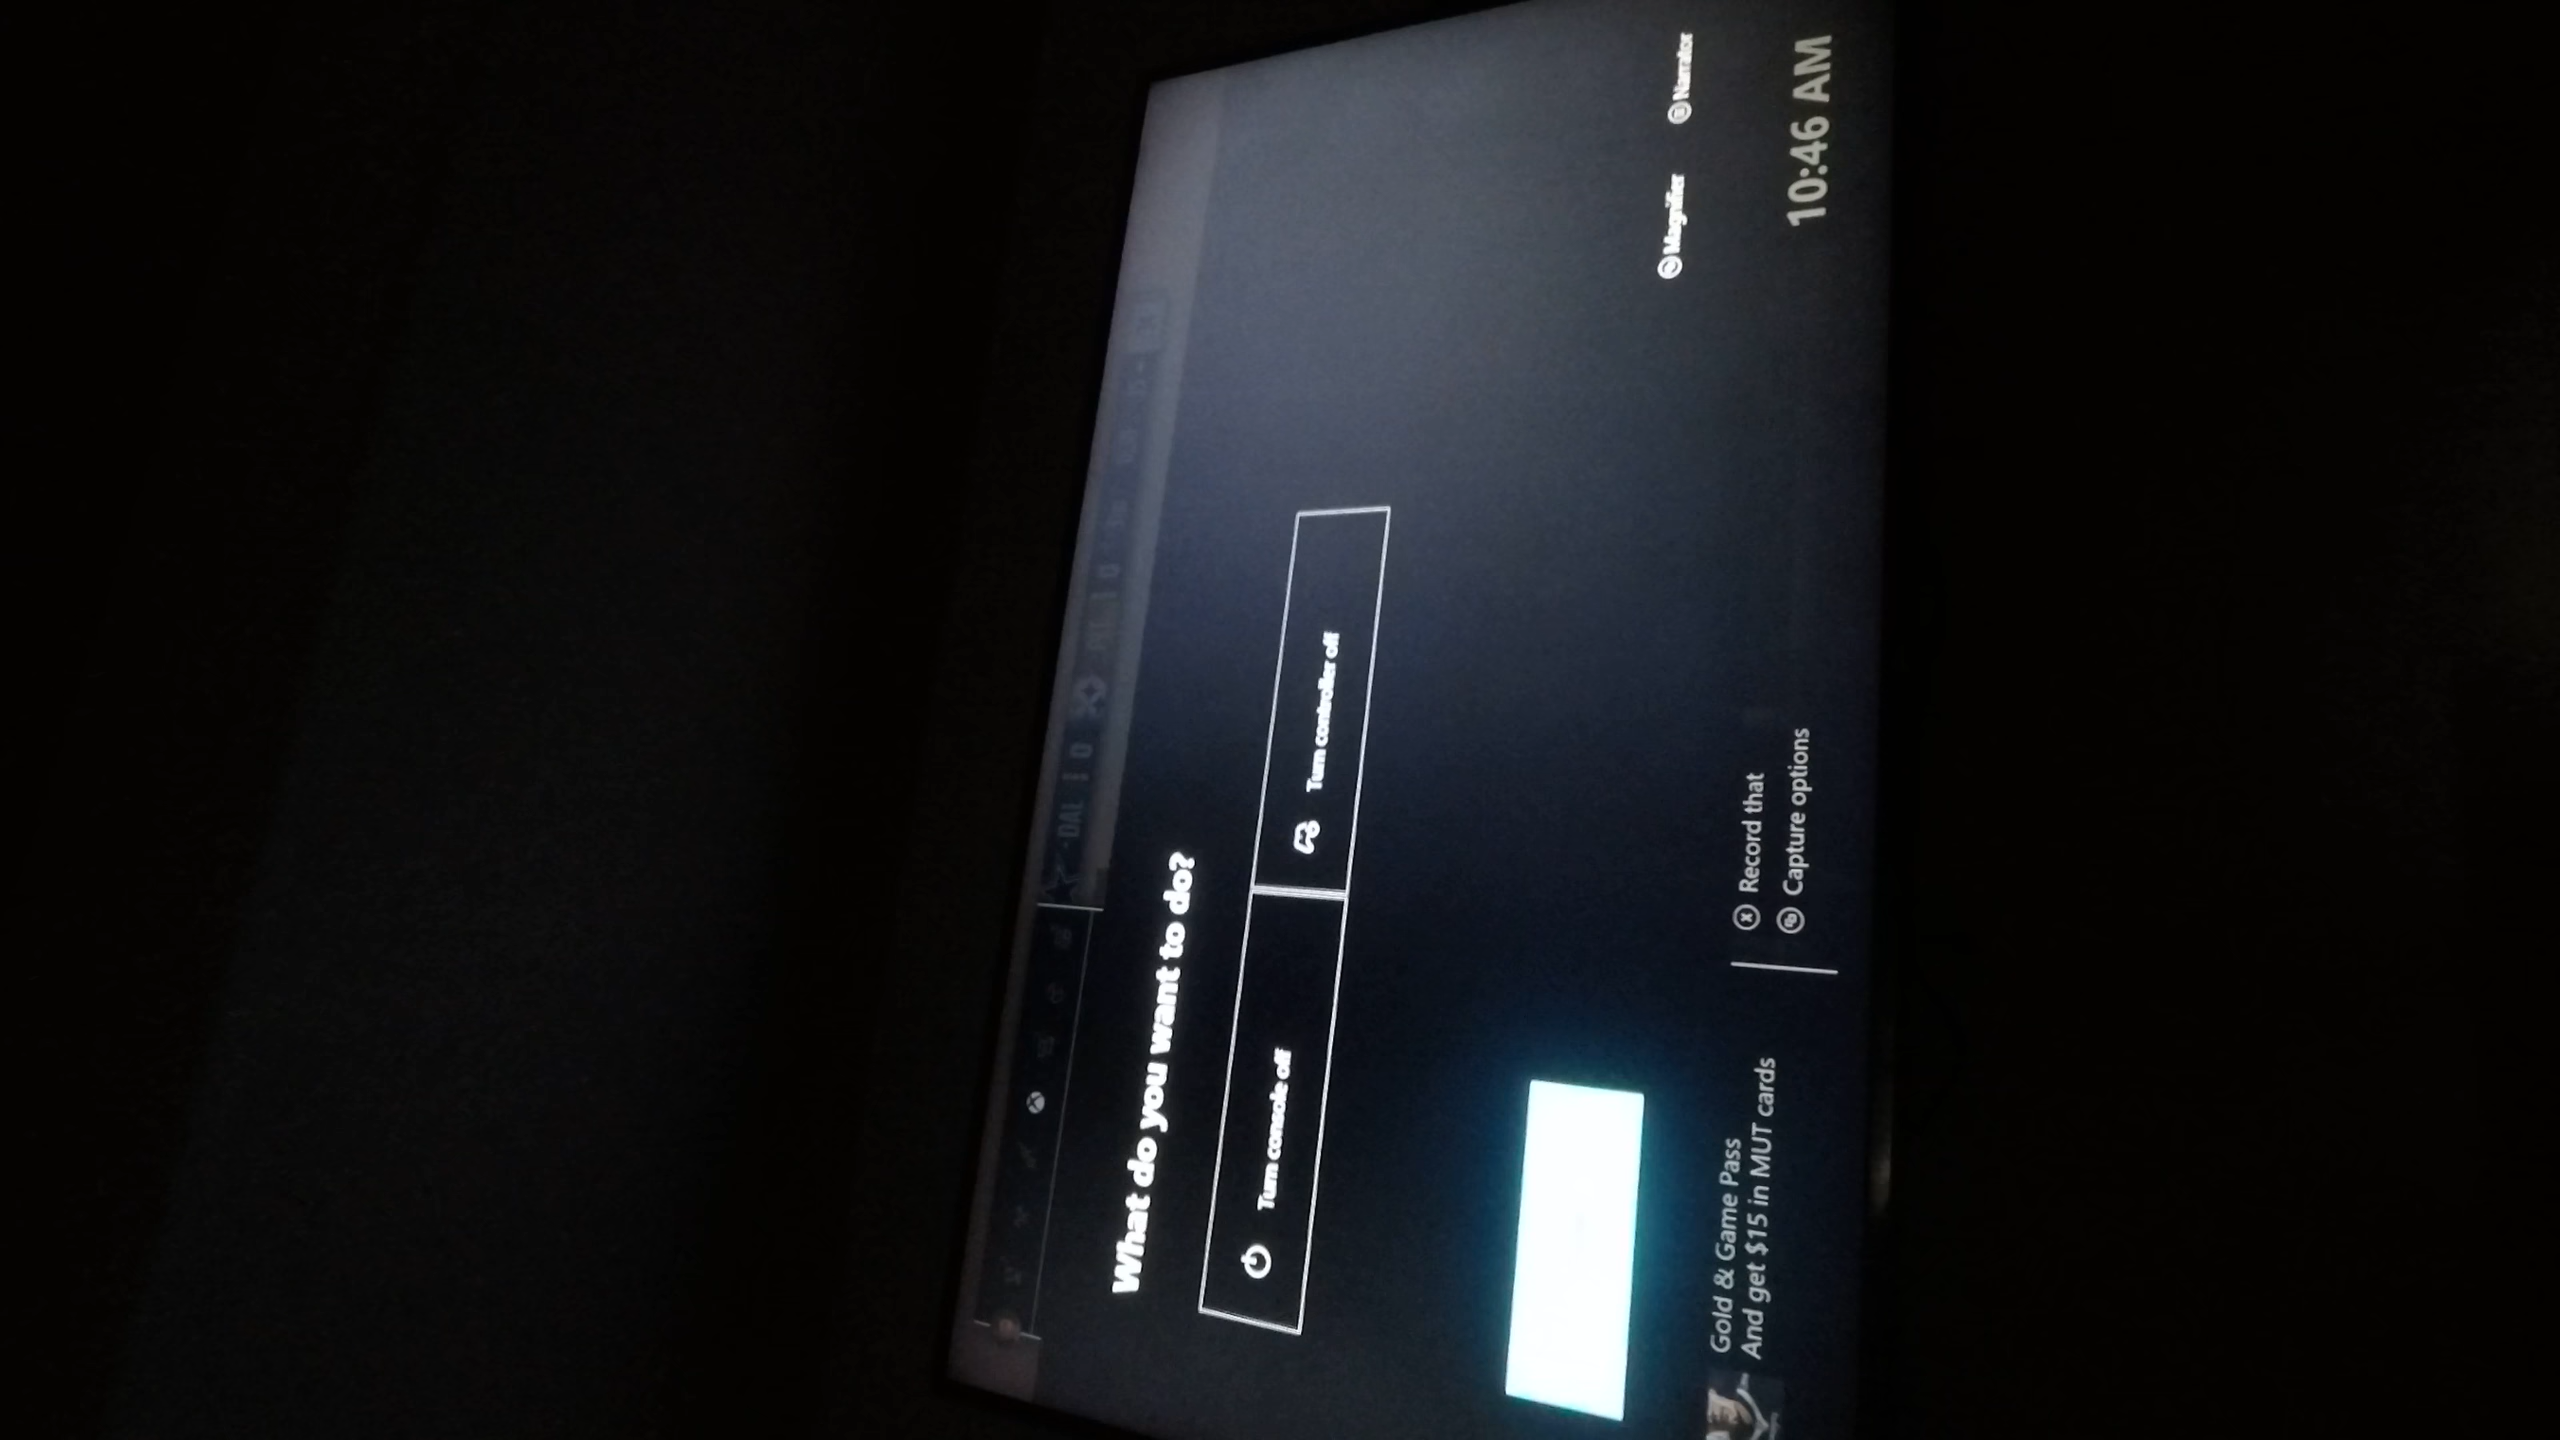 DAL 0
What do you want to do?
Turn console off
Turn controller off
Magnifier
Narrator
Gold & Game Pass
And get $15 in MUT cards
Record that
Capture options
10:46 AM